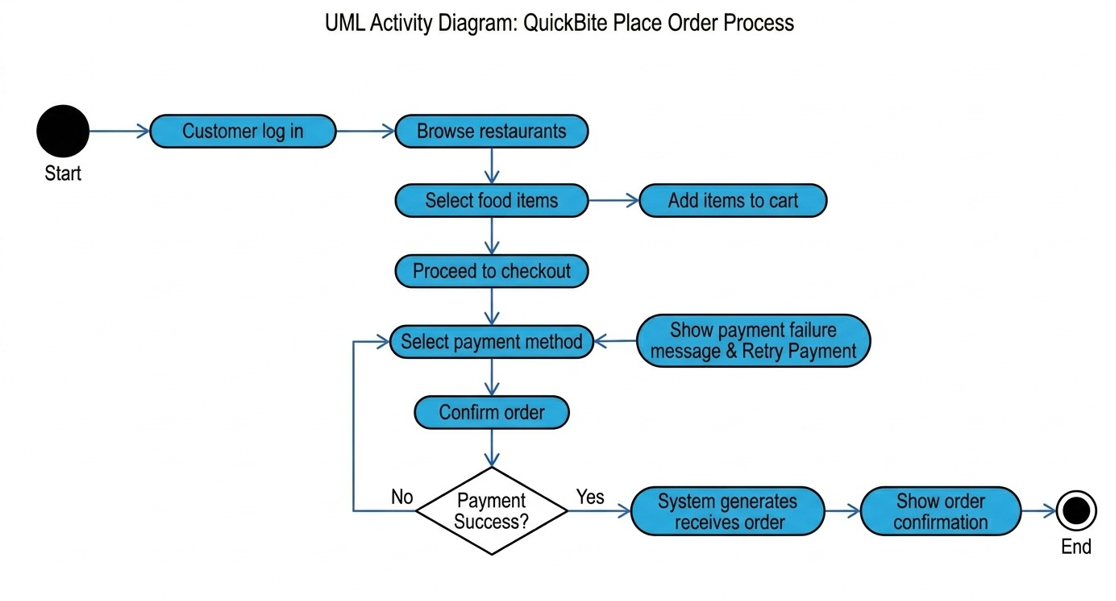 UML Activity Diagram: QuickBite Place Order Process
Start
Customer log in
Browse restaurants
Select food items
Add items to cart
Proceed to checkout
Select payment method
Show payment failure
message & Retry Payment
Confirm order
No
Payment
Success?
Yes
System generates
receives order
Show order
confirmation
End